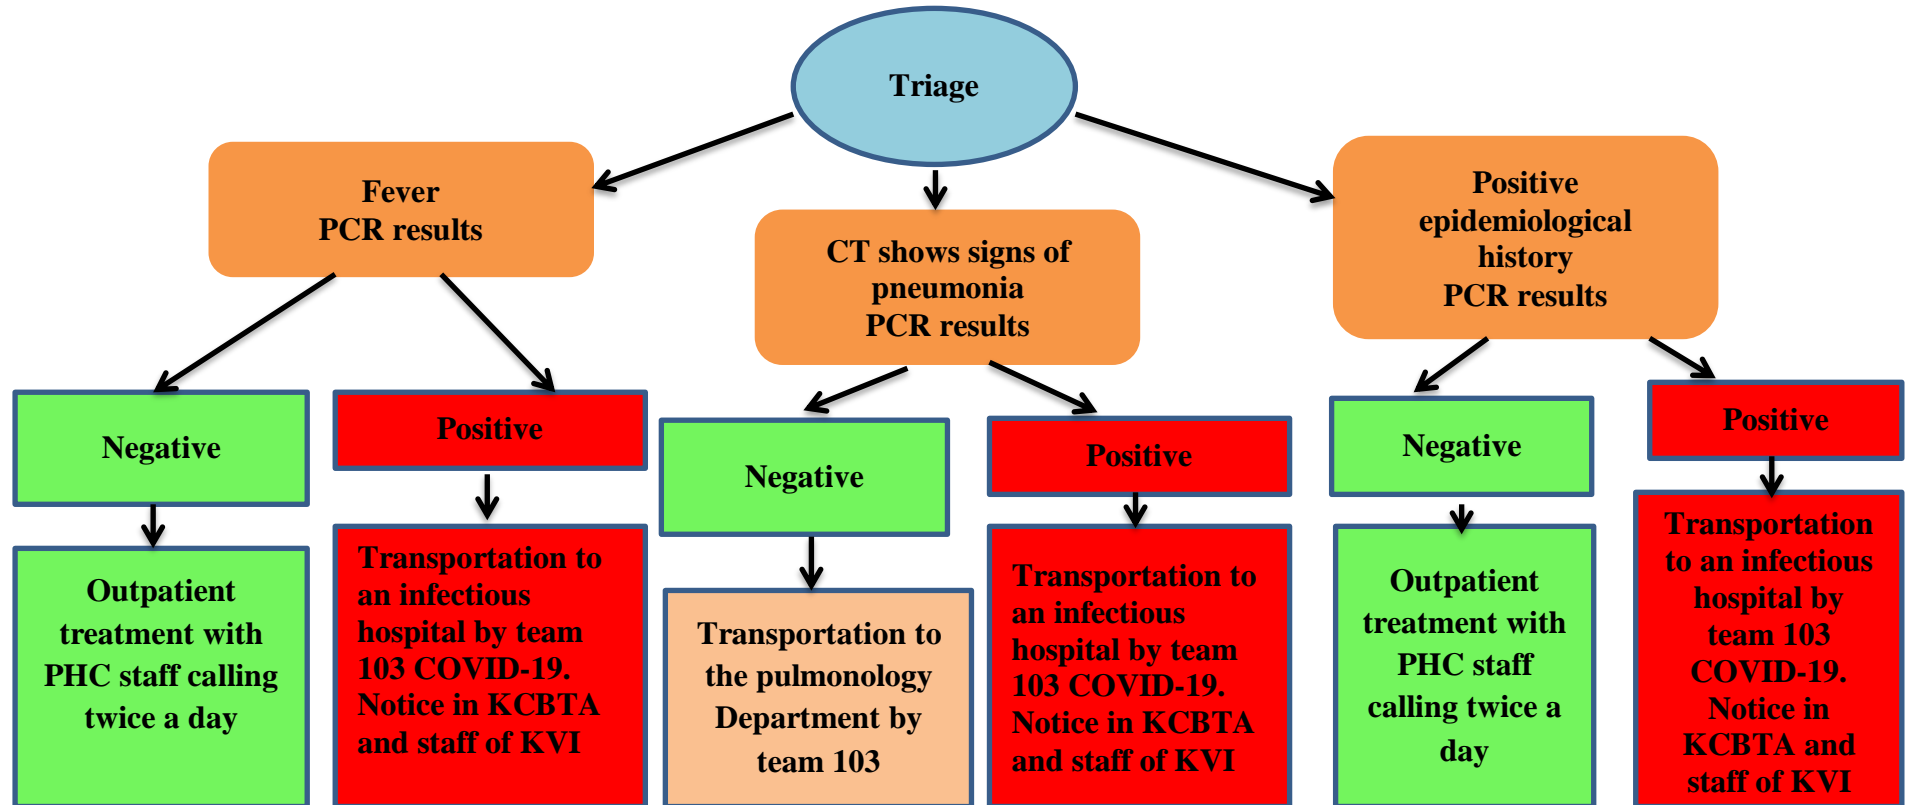 Triage
Fever
PCR results
CT shows signs of
pneumonia
PCR results
Positive
epidemiological
history
PCR results
Negative
Positive
Negative
Positive
Negative
Positive
Outpatient
treatment with
PHC staff calling
twice a day
Transportation to
an infectious
hospital by team
103 COVID-19.
Notice in KCBTA
and staff of KVI
Transportation to
the pulmonology
Department by
team 103
Transportation to
an infectious
hospital by team
103 COVID-19.
Notice in KCBTA
and staff of KVI
Outpatient
treatment with
PHC staff
calling twice a
day
Transportation
to an infectious
hospital by
team 103
COVID-19.
Notice in
KCBTA and
staff of KVI